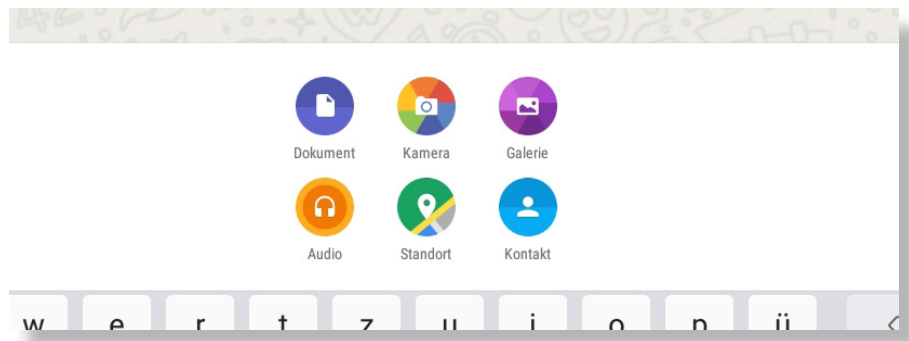 Dokument Kamera Galerie
Audio Standort Kontakt
w e r t z u i o p ü